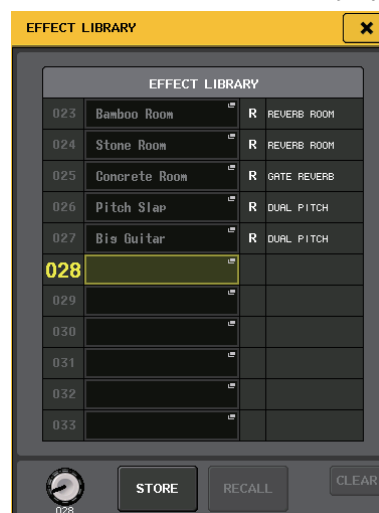 EFFECT LIBRARY
EFFECT LIBRARY
023 Bamboo Room R REVERB ROOM
024 Stone Room R REVERB ROOM
025 Concrete Room R GATE REVERB
026 Pitch Slap R DUAL PITCH
027 Big Guitar R DUAL PITCH
028
029
030
031
032
033
STORE RECALL CLEAR
028